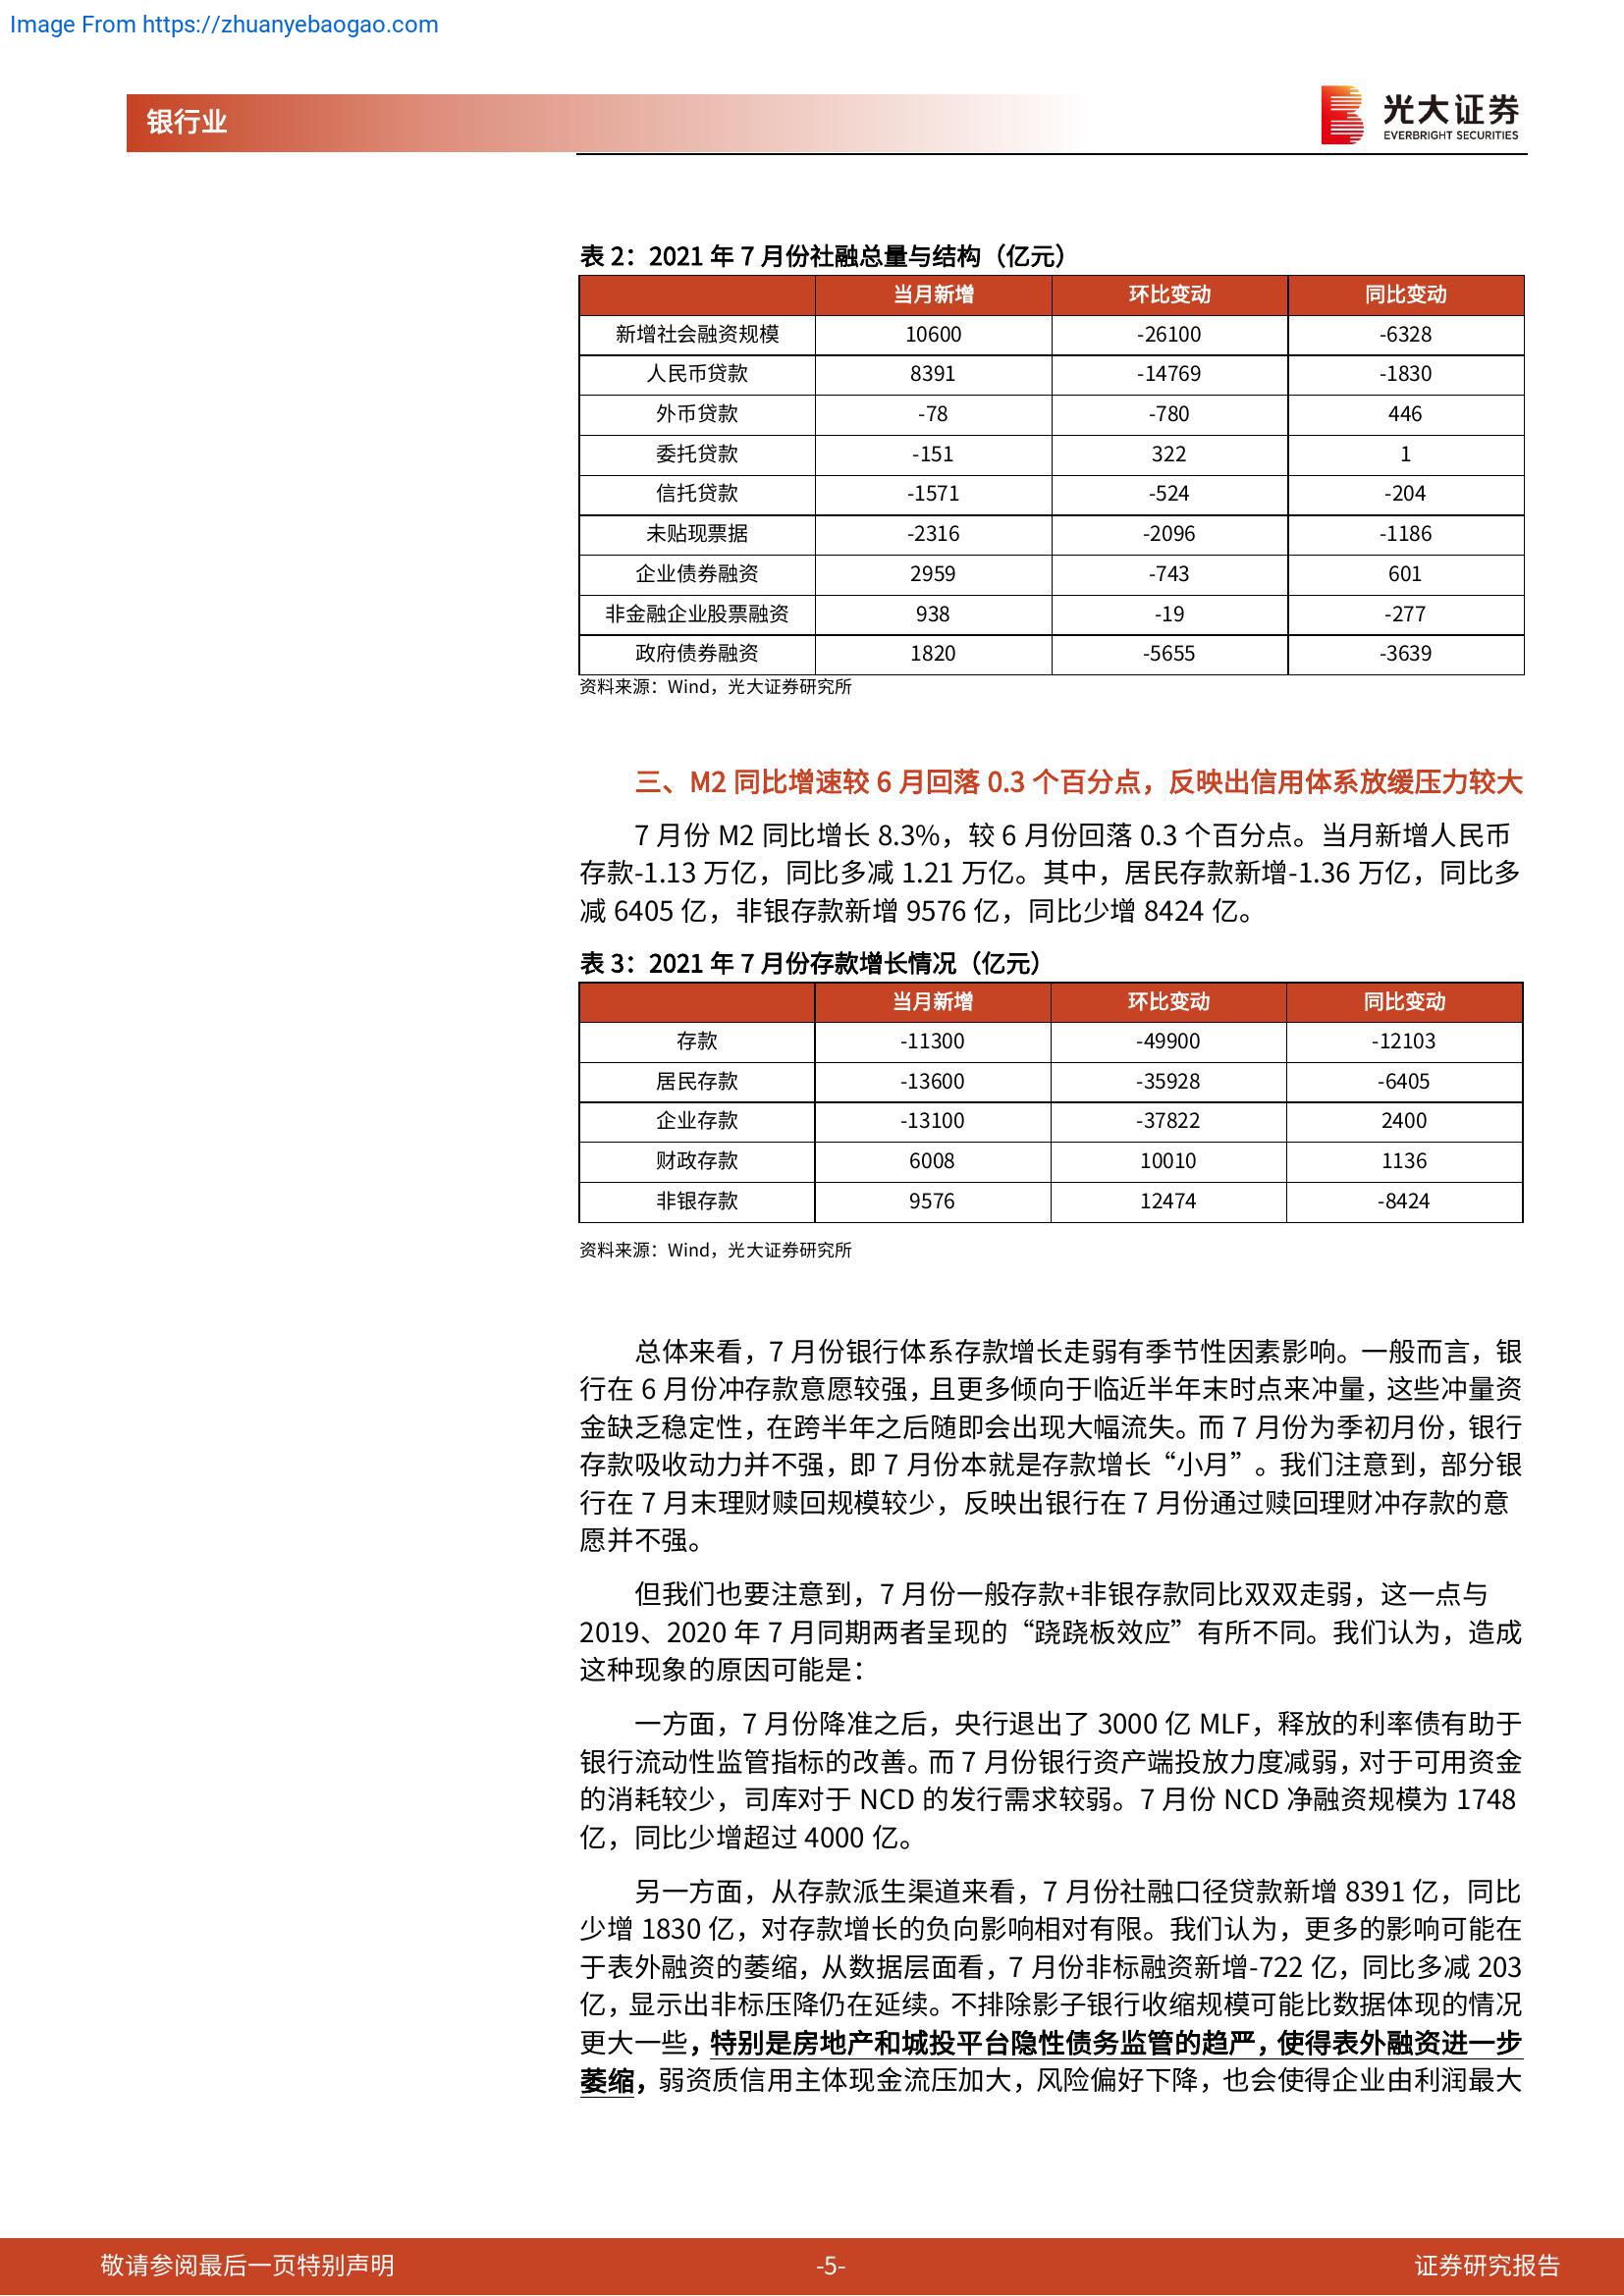 Image From https://zhuanyebaogao.com
银行业
光大证券
EVERBRIGHT SECURITIES
表 2：2021 年 7 月份社融总量与结构（亿元）
当月新增 环比变动 同比变动
新增社会融资规模 10600 -26100 -6328
人民币贷款 8391 -14769 -1830
外币贷款 -78 -780 446
委托贷款 -151 322 1
信托贷款 -1571 -524 -204
未贴现票据 -2316 -2096 -1186
企业债券融资 2959 -743 601
非金融企业股票融资 938 -19 -277
政府债券融资 1820 -5655 -3639
资料来源：Wind，光大证券研究所
三、M2 同比增速较 6 月回落 0.3 个百分点，反映出信用体系放缓压力较大
7 月份 M2 同比增长 8.3%，较 6 月份回落 0.3 个百分点。当月新增人民币
存款-1.13 万亿，同比多减 1.21 万亿。其中，居民存款新增-1.36 万亿，同比多
减 6405 亿，非银存款新增 9576 亿，同比少增 8424 亿。
表 3：2021 年 7 月份存款增长情况（亿元）
当月新增 环比变动 同比变动
存款 -11300 -49900 -12103
居民存款 -13600 -35928 -6405
企业存款 -13100 -37822 2400
财政存款 6008 10010 1136
非银存款 9576 12474 -8424
资料来源：Wind，光大证券研究所
总体来看，7 月份银行体系存款增长走弱有季节性因素影响。一般而言，银
行在 6 月份冲存款意愿较强，且更多倾向于临近半年末时点来冲量，这些冲量资
金缺乏稳定性，在跨半年之后随即会出现大幅流失。而 7 月份为季初月份，银行
存款吸收动力并不强，即 7 月份本就是存款增长“小月”。我们注意到，部分银
行在 7 月末理财赎回规模较少，反映出银行在 7 月份通过赎回理财冲存款的意
愿并不强。
但我们也要注意到，7 月份一般存款+非银存款同比双双走弱，这一点与
2019、2020 年 7 月同期两者呈现的“跷跷板效应”有所不同。我们认为，造成
这种现象的原因可能是：
一方面，7 月份降准之后，央行退出了 3000 亿 MLF，释放的利率债有助于
银行流动性监管指标的改善。而 7 月份银行资产端投放力度减弱，对于可用资金
的消耗较少，司库对于 NCD 的发行需求较弱。7 月份 NCD 净融资规模为 1748
亿，同比少增超过 4000 亿。
另一方面，从存款派生渠道来看，7 月份社融口径贷款新增 8391 亿，同比
少增 1830 亿，对存款增长的负向影响相对有限。我们认为，更多的影响可能在
于表外融资的萎缩，从数据层面看，7 月份非标融资新增-722 亿，同比多减 203
亿，显示出非标压降仍在延续。不排除影子银行收缩规模可能比数据体现的情况
更大一些，特别是房地产和城投平台隐性债务监管的趋严，使得表外融资进一步
萎缩，弱资质信用主体现金流压加大，风险偏好下降，也会使得企业由利润最大
敬请参阅最后一页特别声明
-5-
证券研究报告